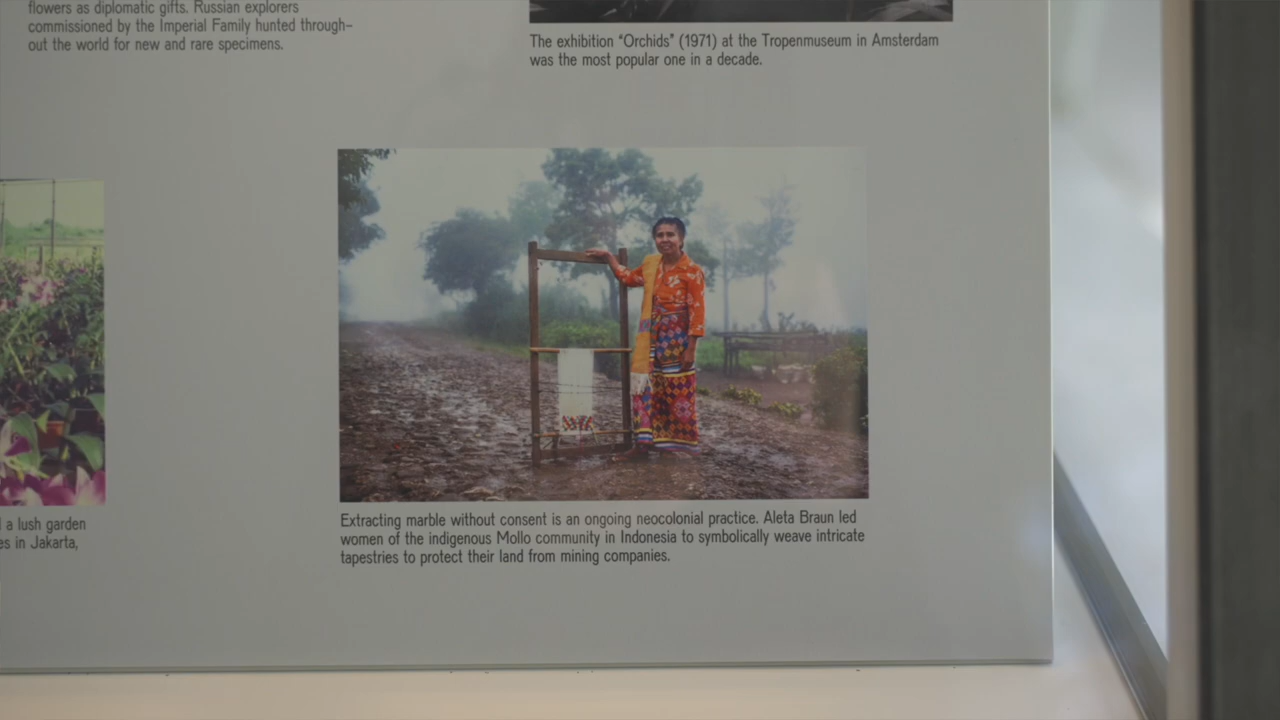 flowers as diplomatic gifts. Russian explorers
commissioned by the Imperial Family hunted through-
out the world for new and rare specimens.
The exhibition “Orchids” (1971) at the Tropenmuseum in Amsterdam
was the most popular one in a decade.
a lush garden
es in Jakarta,
Extracting marble without consent is an ongoing neocolonial practice. Aleta Braun led
women of the indigenous Mollo community in Indonesia to symbolically weave intricate
tapestries to protect their land from mining companies.